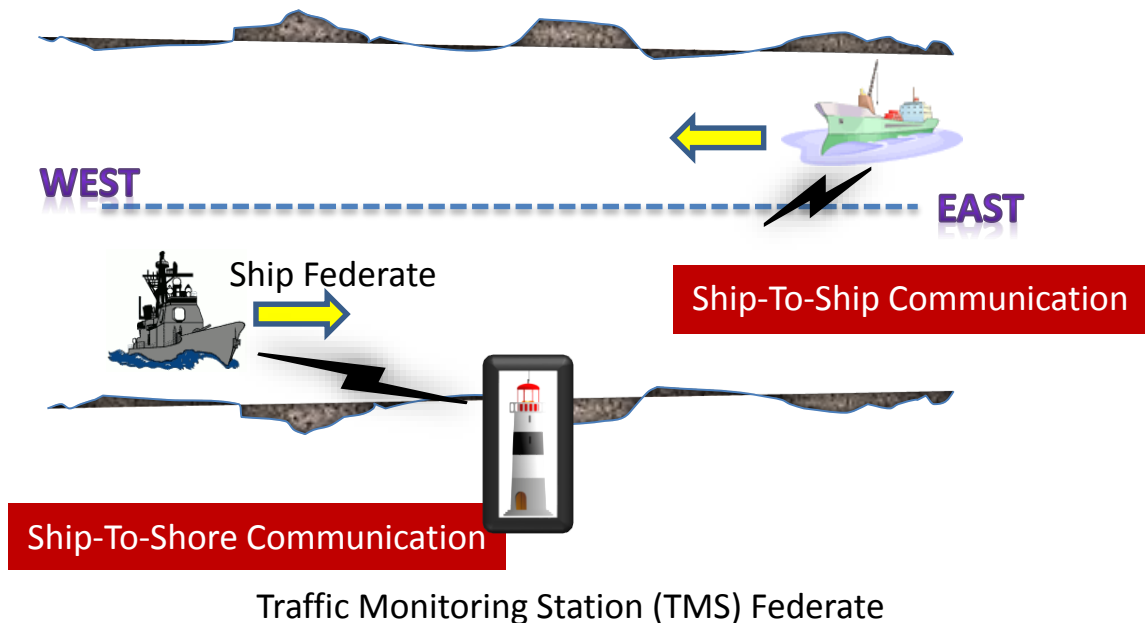 WEST
EAST
Ship Federate
Ship-To-Ship Communication
Ship-To-Shore Communication
Traffic Monitoring Station (TMS) Federate